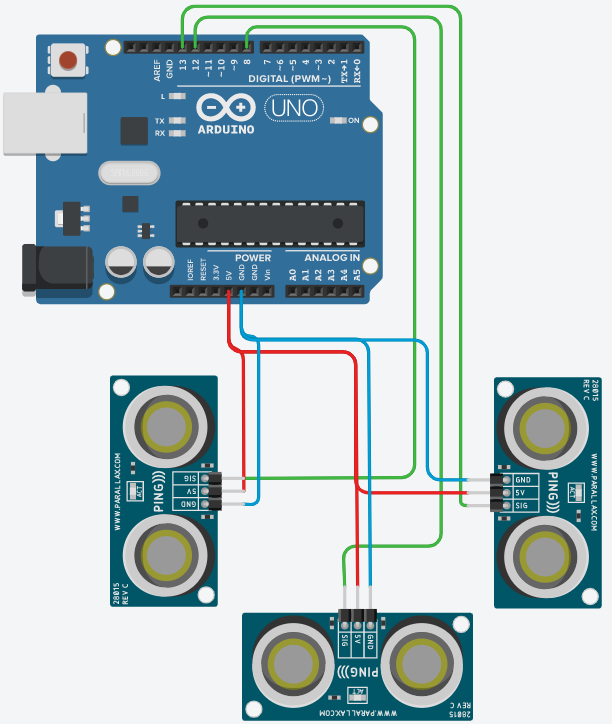 AREF
GND
13
12
~11
~10
~9
8
7
~6
~5
4
~3
2
TX→1
RX←0
DIGITAL (PWM~)
L
TX
RX
ARDUINO
UNO
ON
POWER
ANALOG IN
IOREF
RESET
3.3V
5V
GND
GND
Vin
A0
A1
A2
A3
A4
A5
WWW.PARALLAX.COM
ACT
PING)))
SIG
5V
GND
28015
REV C
28015
REV C
WWW.PARALLAX.COM
GND
5V
SIG
PING)))
ACT
SIG
5V
GND
PING)))
ACT
WWW.PARALLAX.COM
28015
REV C